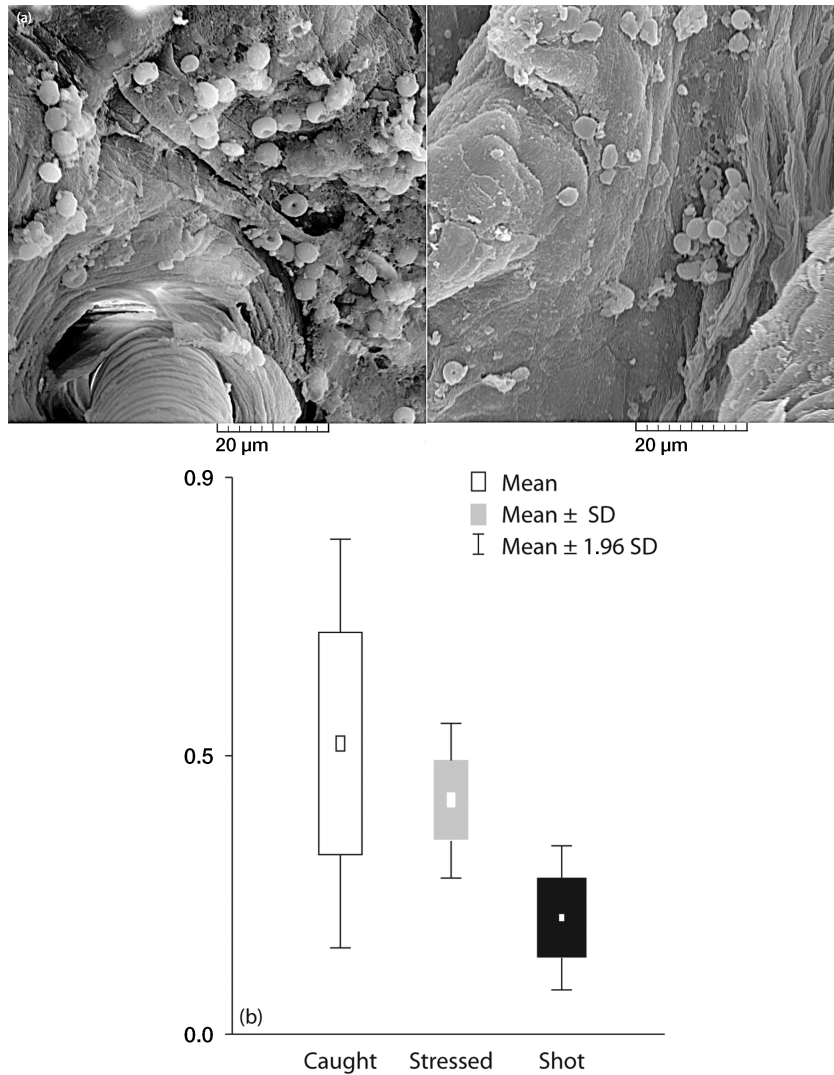 (a)
20 µm
20 µm
0.9
Mean
Mean ± SD
Mean ± 1.96 SD
0.5
(b)
0.0
Caught
Stressed
Shot